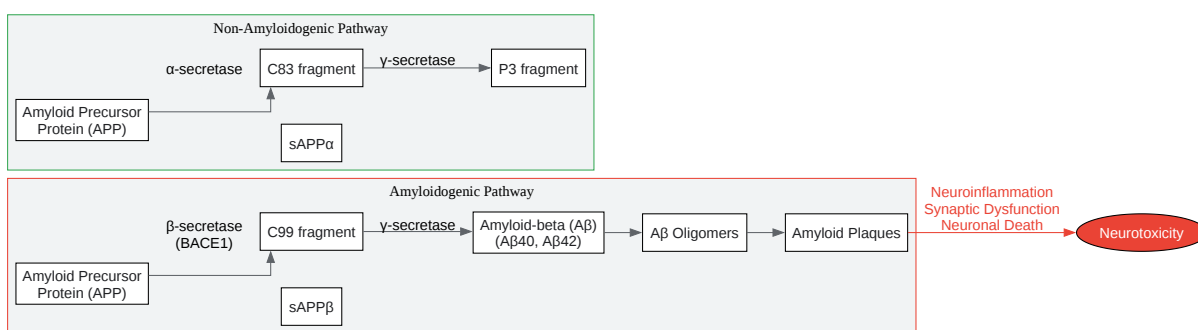 Non-Amyloidogenic Pathway
α-secretase
C83 fragment
γ-secretase
P3 fragment
Amyloid Precursor
Protein (APP)
sAPPα
Amyloidogenic Pathway
β-secretase
(BACE1)
C99 fragment
γ-secretase
Amyloid-beta (Aβ)
(Aβ40, Aβ42)
Aβ Oligomers
Amyloid Plaques
Neuroinflammation
Synaptic Dysfunction
Neuronal Death
Neurotoxicity
Amyloid Precursor
Protein (APP)
sAPPβ